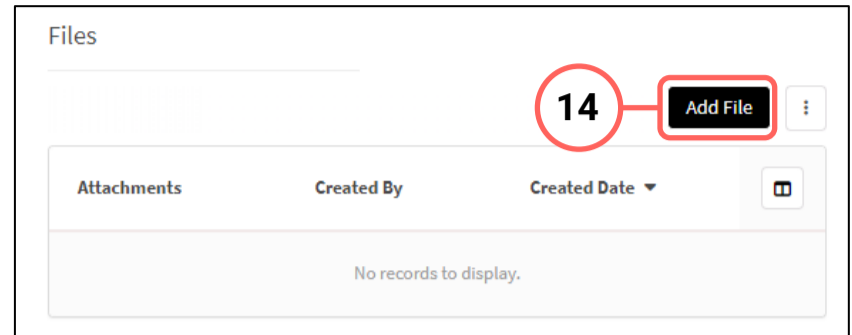 Files
14
Add File
Attachments Created By Created Date
No records to display.